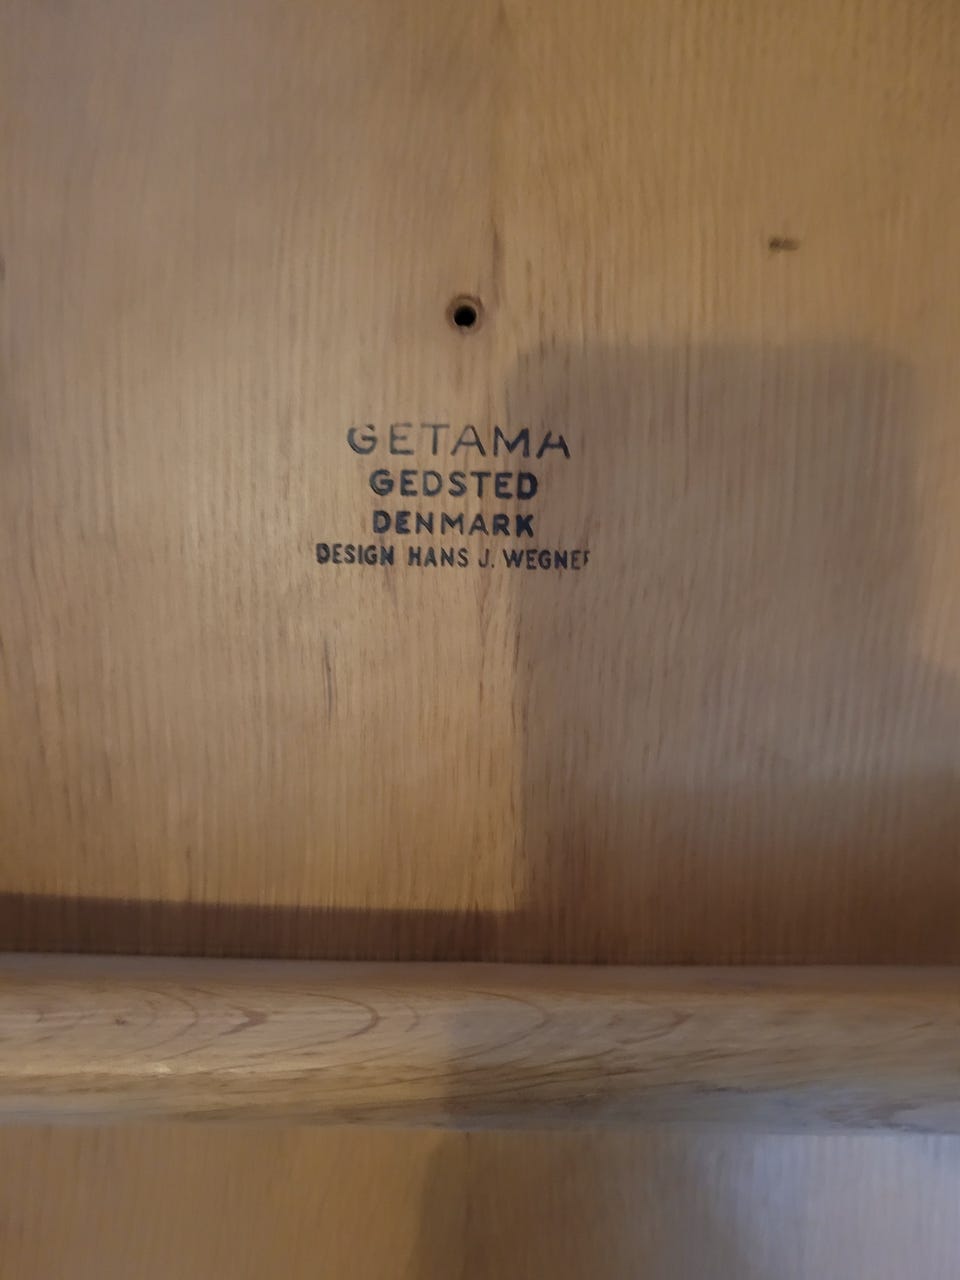 GETAMA
GEDSTED
DENMARK
DESIGN HANS J. WEGNER